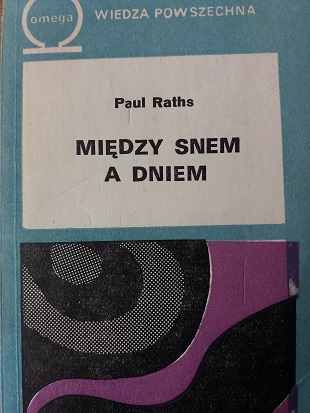 omega WIEDZA POWSZECHNA
Paul Raths
MIĘDZY SNEM
A DNIEM